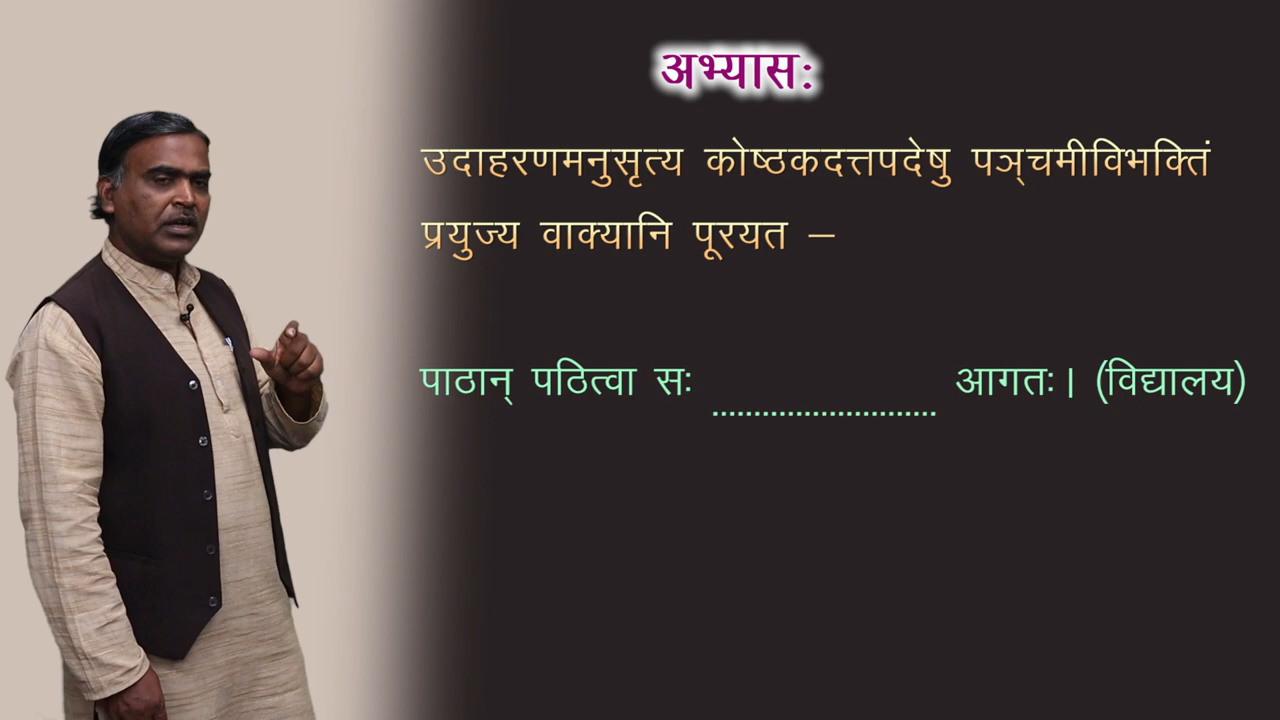 अभ्यासः
उदाहरणमनुसृत्य कोष्ठकदत्तपदेषु पञ्चमीविभक्तिं
प्रयुज्य वाक्यानि पूरयत –
पाठान् पठित्वा सः .......................... आगतः। (विद्यालय)